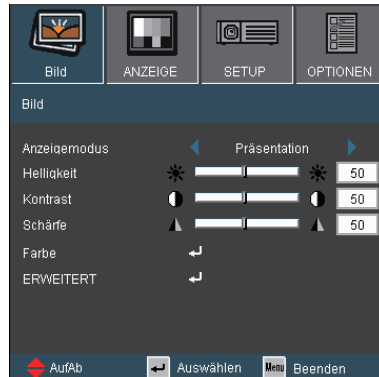 Bild ANZEIGE SETUP OPTIONEN
Bild
Anzeigemodus Präsentation
Helligkeit 50
Kontrast 50
Schärfe 50
Farbe
ERWEITERT
AufAb Auswählen Menu Beenden